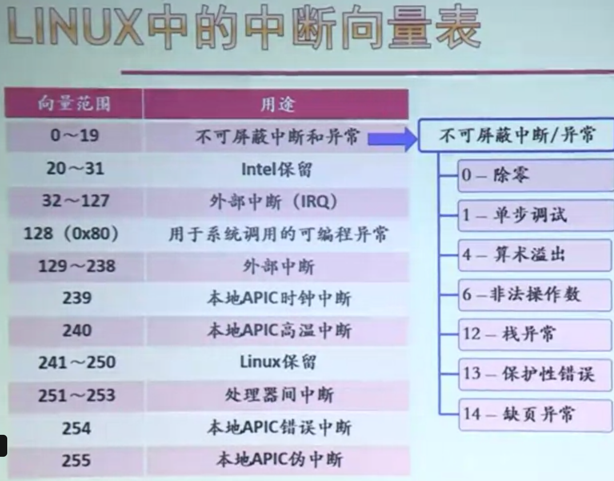 LINUX中的中断向量表
向量范围 用途
0～19 不可屏蔽中断和异常
20～31 Intel保留
32～127 外部中断（IRQ）
128（0x80） 用于系统调用的可编程异常
129～238 外部中断
239 本地APIC时钟中断
240 本地APIC高温中断
241～250 Linux保留
251～253 处理器间中断
254 本地APIC错误中断
255 本地APIC伪中断
不可屏蔽中断/异常
0 – 除零
1 – 单步调试
4 – 算术溢出
6 –非法操作数
12 – 栈异常
13 – 保护性错误
14 – 缺页异常